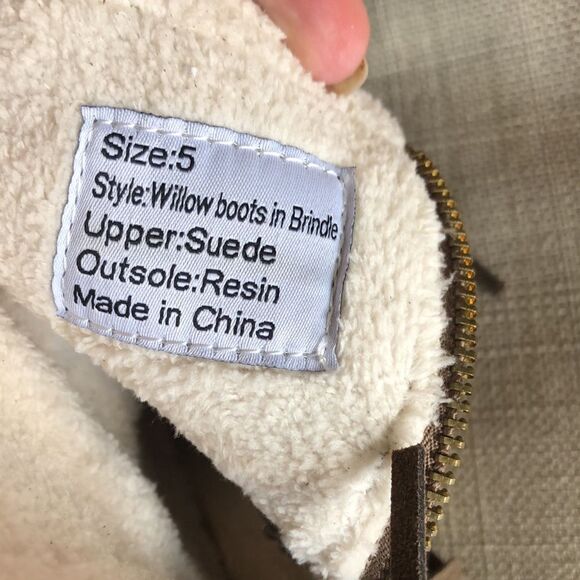 Size:5
Style:Willow boots in Brindle
Upper:Suede
Outsole:Resin
Made in China